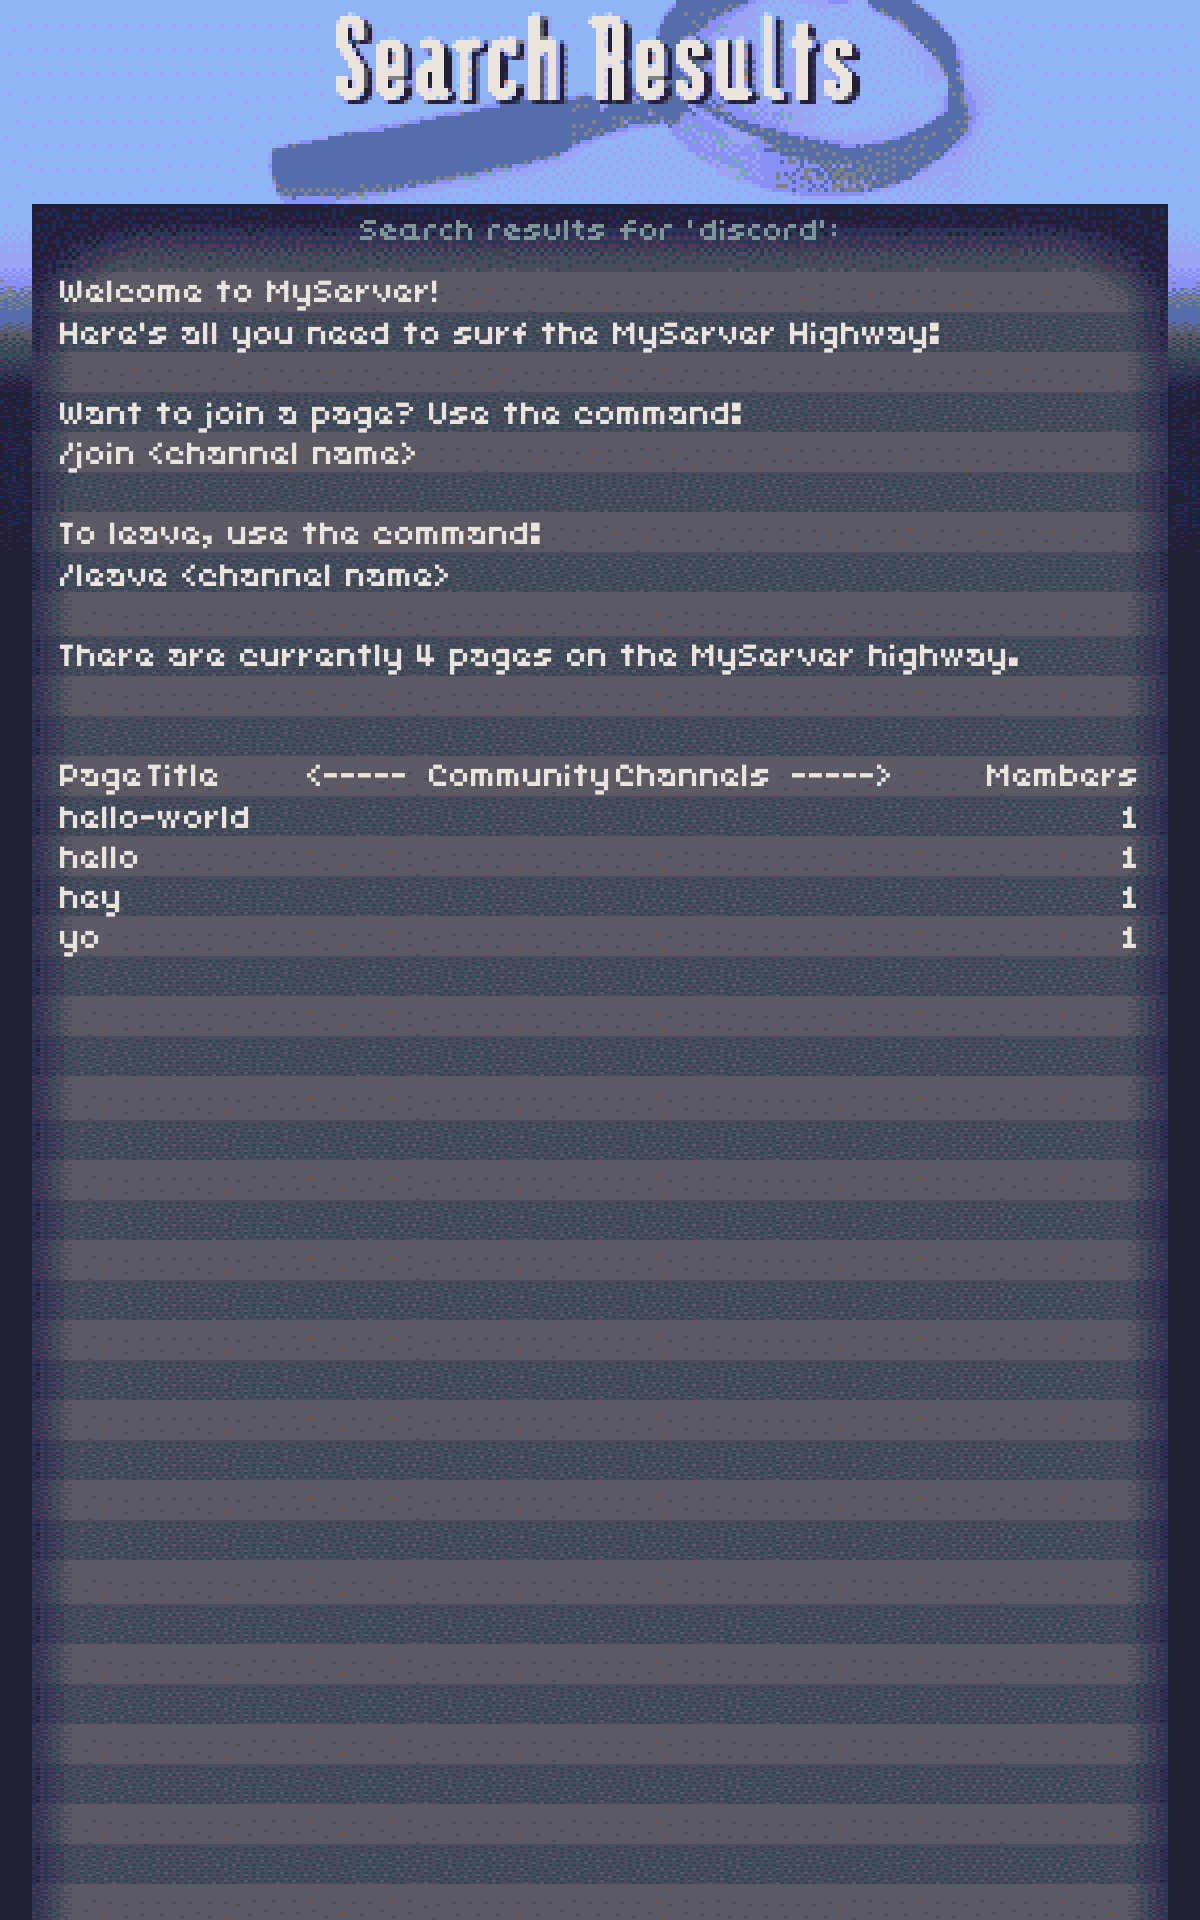 Search Results
Search results for 'discord':
Welcome to MyServer!
Here's all you need to surf the MyServer Highway:
Want to join a page? Use the command:
/join <channel name>
To leave, use the command:
/leave <channel name>
There are currently 4 pages on the MyServer highway.
Page Title <----- Community Channels -----> Members
hello-world 1
hello 1
hey 1
yo 1